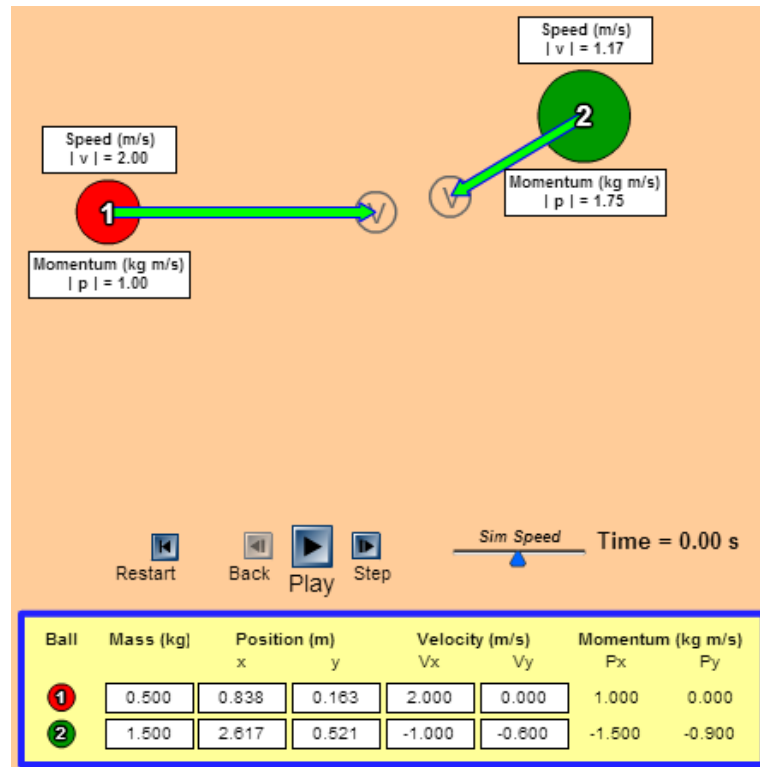 Speed (m/s)
| v | = 1.17
2
Momentum (kg m/s)
| p | = 1.75
Speed (m/s)
| v | = 2.00
1
V
V
Momentum (kg m/s)
| p | = 1.00
Restart
Back
Play
Step
Sim Speed
Time = 0.00 s
Ball Mass (kg) Position (m) Velocity (m/s) Momentum (kg m/s)
x y Vx Vy Px Py
1 0.500 0.838 0.163 2.000 0.000 1.000 0.000
2 1.500 2.617 0.521 -1.000 -0.600 -1.500 -0.900